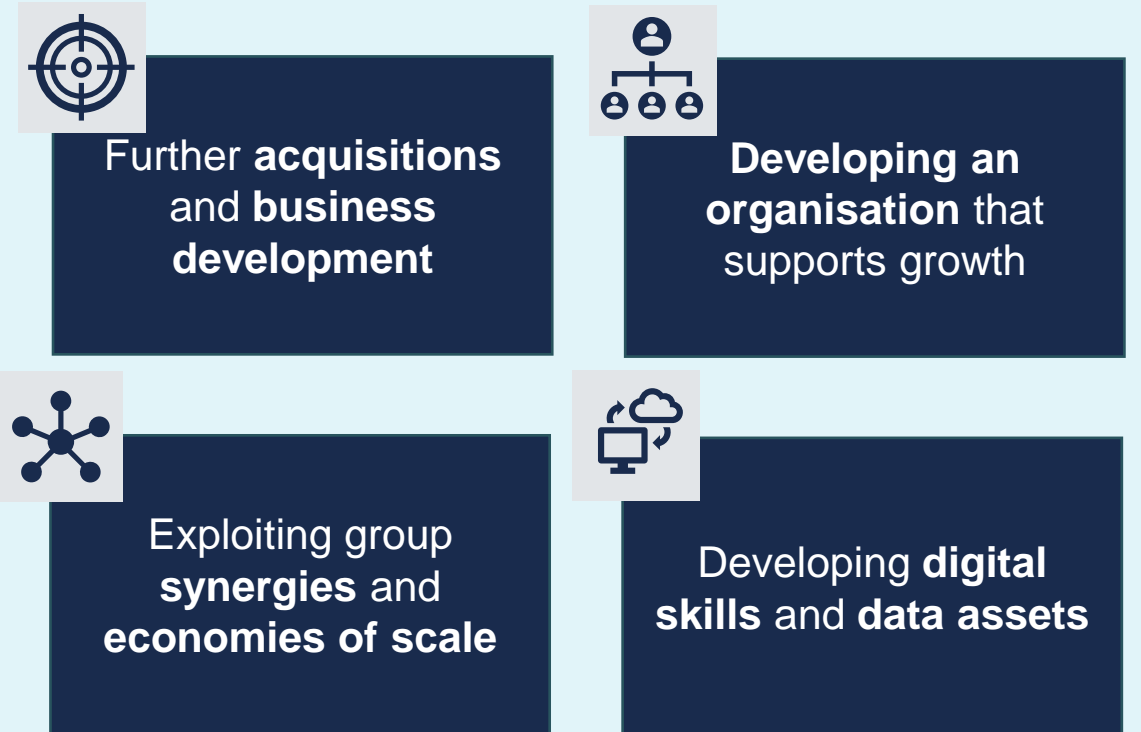 Further acquisitions
and business
development
Developing an
organisation that
supports growth
Exploiting group
synergies and
economies of scale
Developing digital
skills and data assets